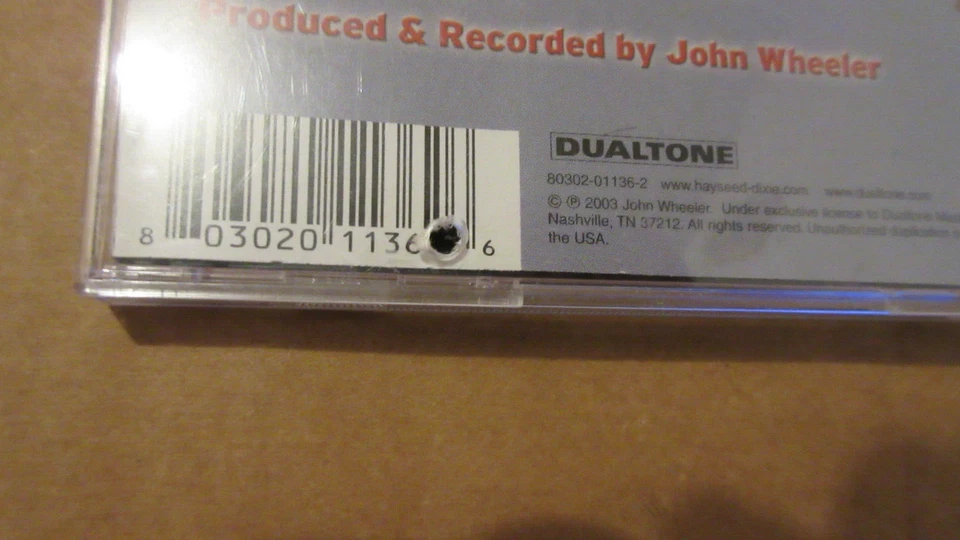 Produced & Recorded by John Wheeler
DUALTONE
80302-01136-2 www.hayseed-dixie.com www.dualtone.com
© ℗ 2003 John Wheeler. Under exclusive license to Dualtone
Nashville, TN 37212. All rights reserved. Unauthorized duplication
the USA.
8 03020 1136 6